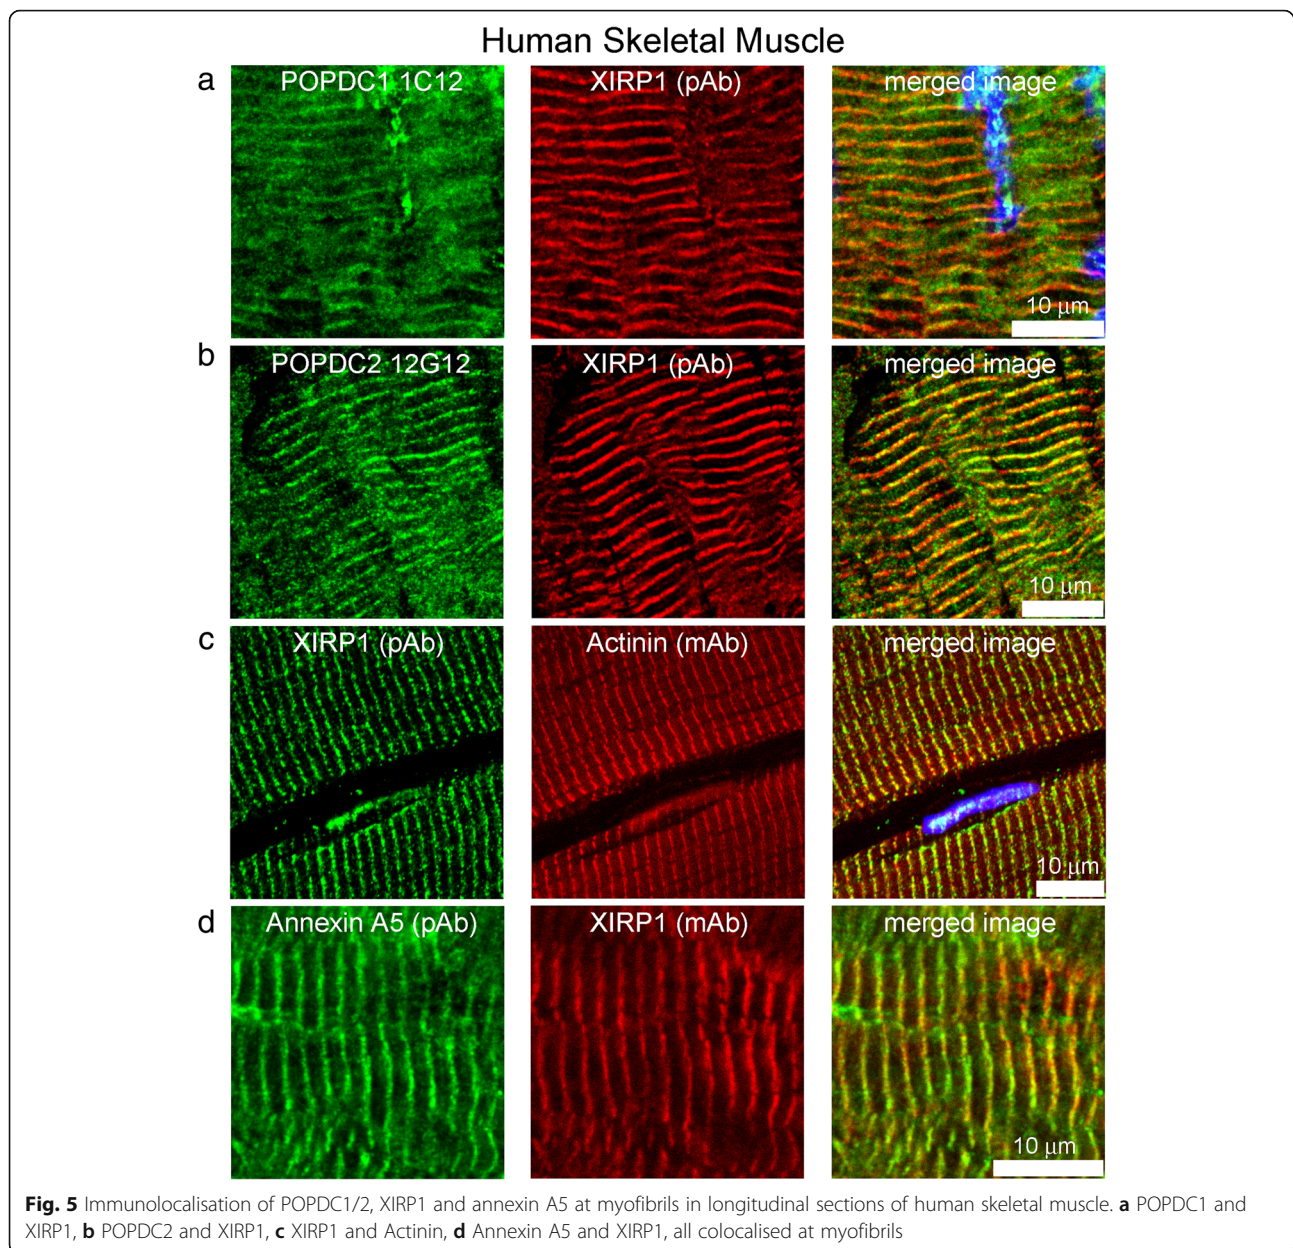 Human Skeletal Muscle
a
POPDC1 1C12
XIRP1 (pAb)
merged image
10 μm
b
POPDC2 12G12
XIRP1 (pAb)
merged image
10 μm
c
XIRP1 (pAb)
Actinin (mAb)
merged image
10 μm
d
Annexin A5 (pAb)
XIRP1 (mAb)
merged image
10 μm
Fig. 5 Immunolocalisation of POPDC1/2, XIRP1 and annexin A5 at myofibrils in longitudinal sections of human skeletal muscle. a POPDC1 and
XIRP1, b POPDC2 and XIRP1, c XIRP1 and Actinin, d Annexin A5 and XIRP1, all colocalised at myofibrils